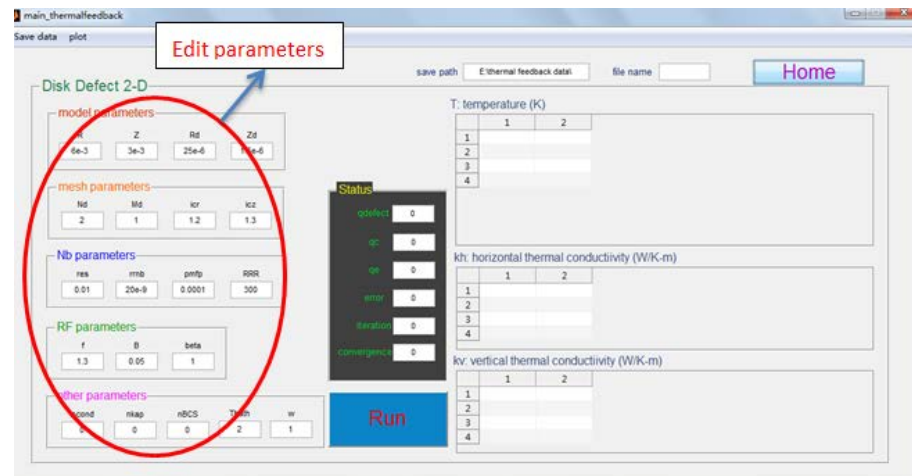 main_thermalfeedback
Save data plot
Edit parameters
save path E:\thermal feedback data\ file name Home
Disk Defect 2-D
model parameters
Z Rd Zd
6e-3 3e-3 25e-6
mesh parameters
Nd Md icr icz
2 1 1.2 1.3
Nb parameters
res rrnb pmfp RRR
0.01 20e-9 0.0001 300
RF parameters
f B beta
1.3 0.05 1
other parameters
nkap nBCS w
0 0 0 2 1
Status
qdefect 0
qc 0
qe 0
error 0
iteration 0
convergence 0
Run
T: temperature (K)
1 2
1
2
3
4
kh: horizontal thermal conductiivity (W/K-m)
1 2
1
2
3
4
kv: vertical thermal conductiivity (W/K-m)
1 2
1
2
3
4